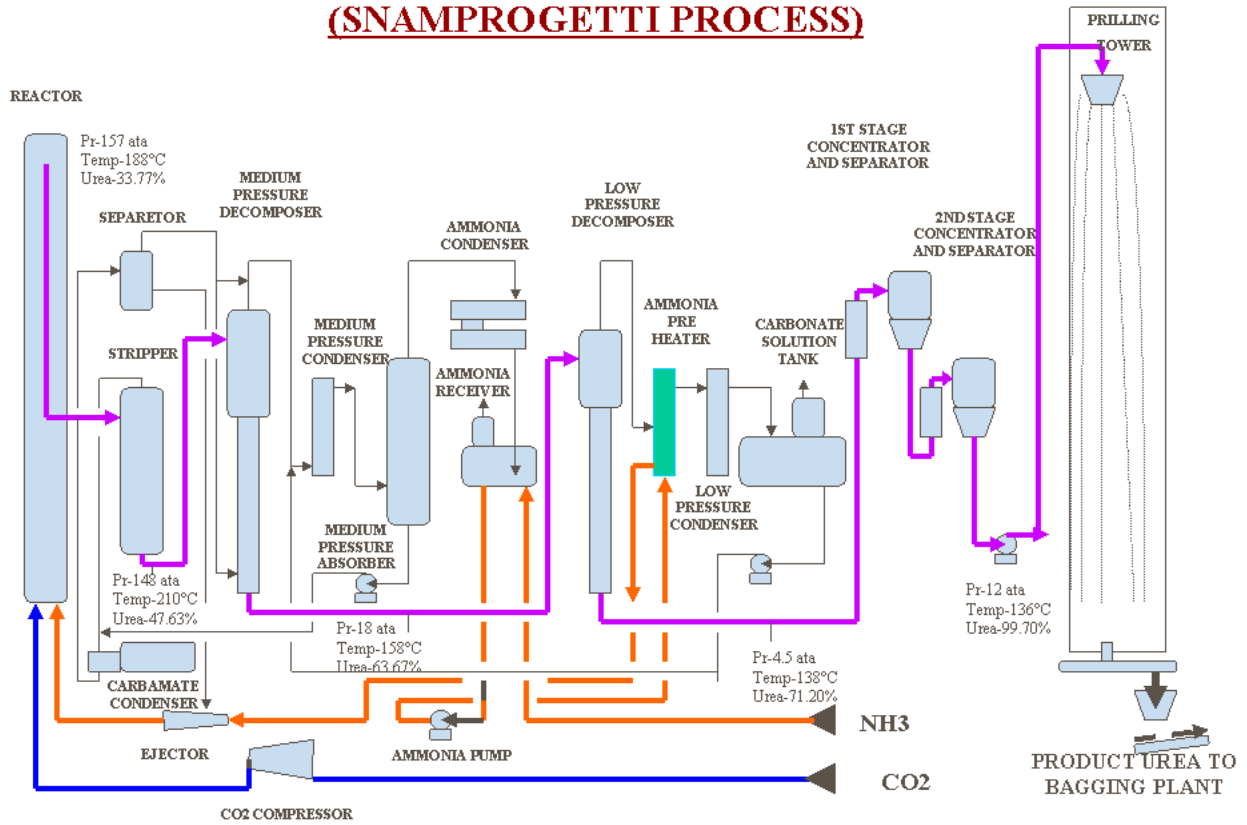 (SNAMPROGETTI PROCESS)
PRILLING
TOWER
REACTOR
Pr-157 ata
Temp-188°C
Urea-33.77%
1ST STAGE
CONCENTRATOR
AND SEPARATOR
MEDIUM
PRESSURE
DECOMPOSER
LOW
PRESSURE
DECOMPOSER
SEPARETOR
AMMONIA
CONDENSER
2ND STAGE
CONCENTRATOR
AND SEPARATOR
AMMONIA
PRE
HEATER
MEDIUM
PRESSURE
CONDENSER
CARBONATE
SOLUTION
TANK
STRIPPER
AMMONIA
RECEIVER
LOW
PRESSURE
CONDENSER
MEDIUM
PRESSURE
ABSORBER
Pr-148 ata
Temp-210°C
Urea-47.63%
Pr-12 ata
Temp-136°C
Urea-99.70%
Pr-18 ata
Temp-158°C
Urea-63.67%
Pr-4.5 ata
Temp-138°C
Urea-71.20%
CARBAMATE
CONDENSER
NH3
EJECTOR
AMMONIA PUMP
CO2
PRODUCT UREA TO
BAGGING PLANT
CO2 COMPRESSOR